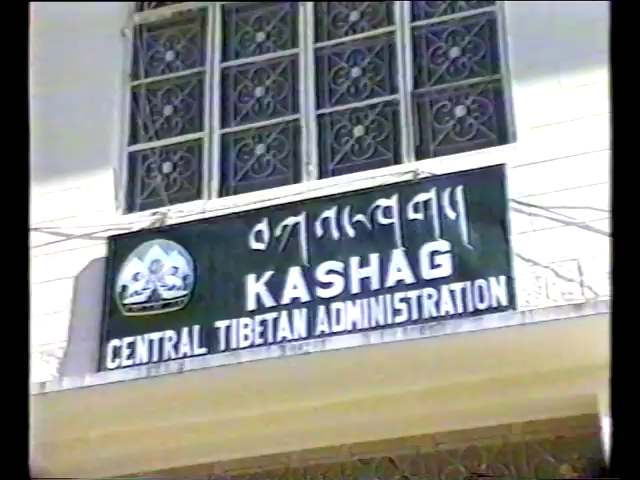 བཀའ་ཤག།
KASHAG
CENTRAL TIBETAN ADMINISTRATION